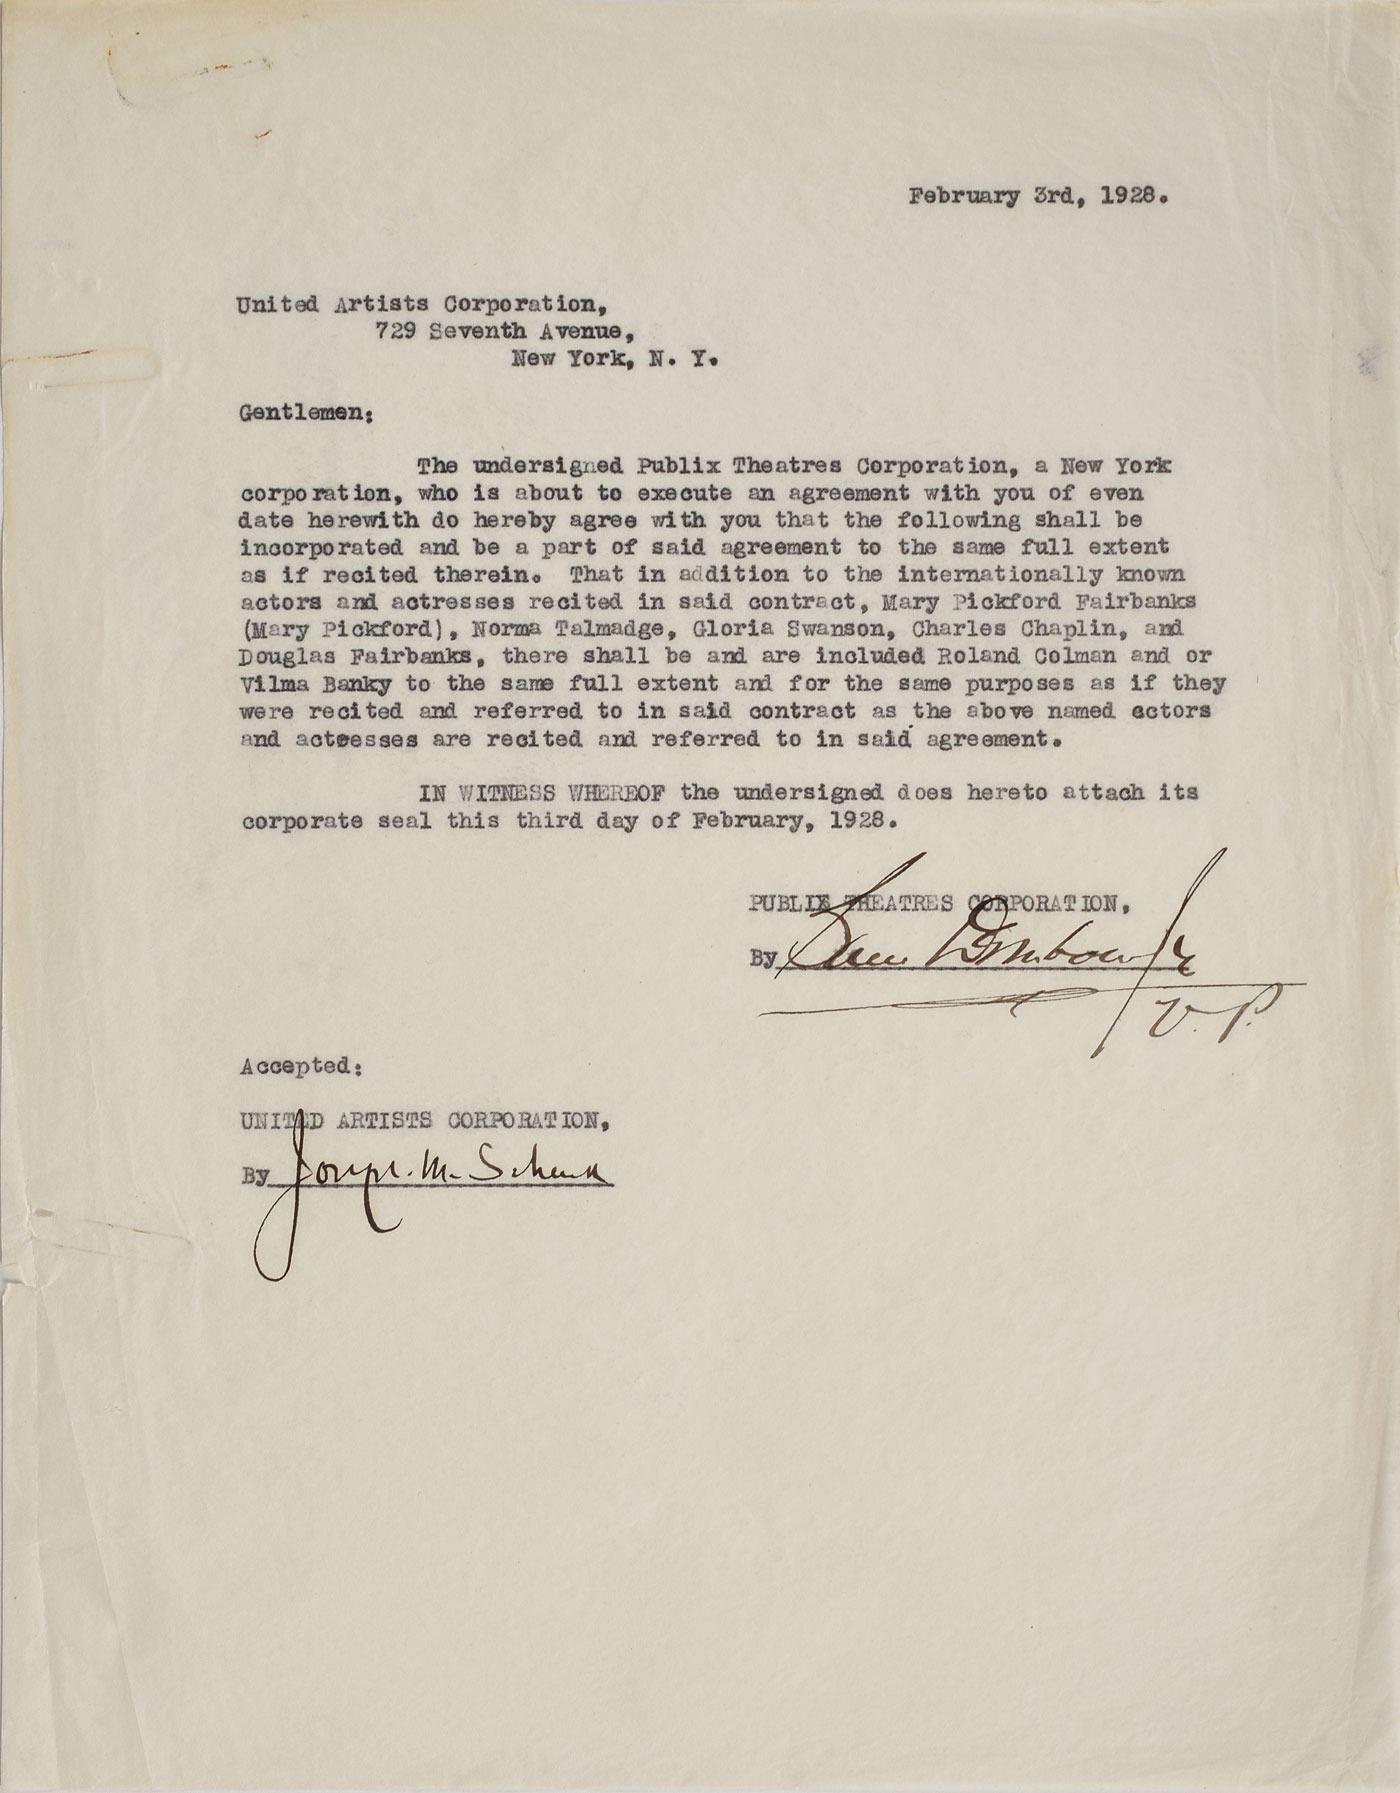 February 3rd, 1928.
United Artists Corporation,
729 Seventh Avenue,
New York, N. Y.
Gentlemen:
The undersigned Publix Theatres Corporation, a New York
corporation, who is about to execute an agreement with you of even
date herewith do hereby agree with you that the following shall be
incorporated and be a part of said agreement to the same full extent
as if recited therein. That in addition to the internationally known
actors and actresses recited in said contract, Mary Pickford Fairbanks
(Mary Pickford), Norma Talmadge, Gloria Swanson, Charles Chaplin, and
Douglas Fairbanks, there shall be and are included Roland Colman and or
Vilma Banky to the same full extent and for the same purposes as if they
were recited and referred to in said contract as the above named actors
and actresses are recited and referred to in said agreement.
IN WITNESS WHEREOF the undersigned does hereto attach its
corporate seal this third day of February, 1928.
PUBLIX THEATRES CORPORATION,
By Sam Dembow Jr
V. P.
Accepted:
UNITED ARTISTS CORPORATION,
By Joseph M. Schenck